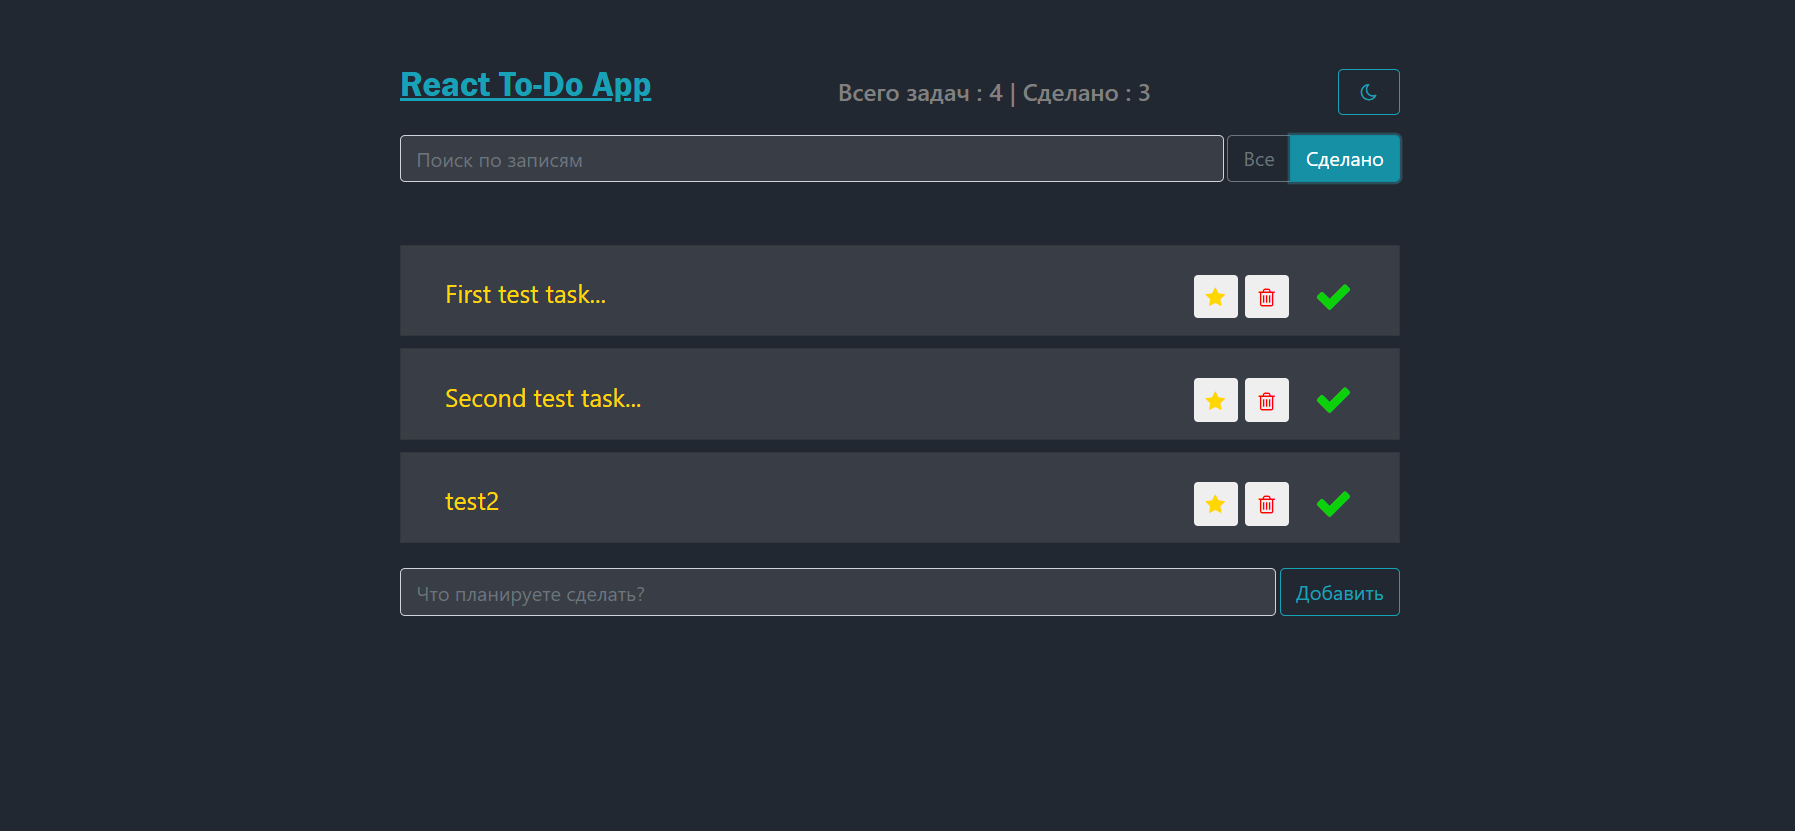 React To-Do App
Всего задач : 4 | Сделано : 3
Поиск по записям
Все
Сделано
First test task...
Second test task...
test2
Что планируете сделать?
Добавить